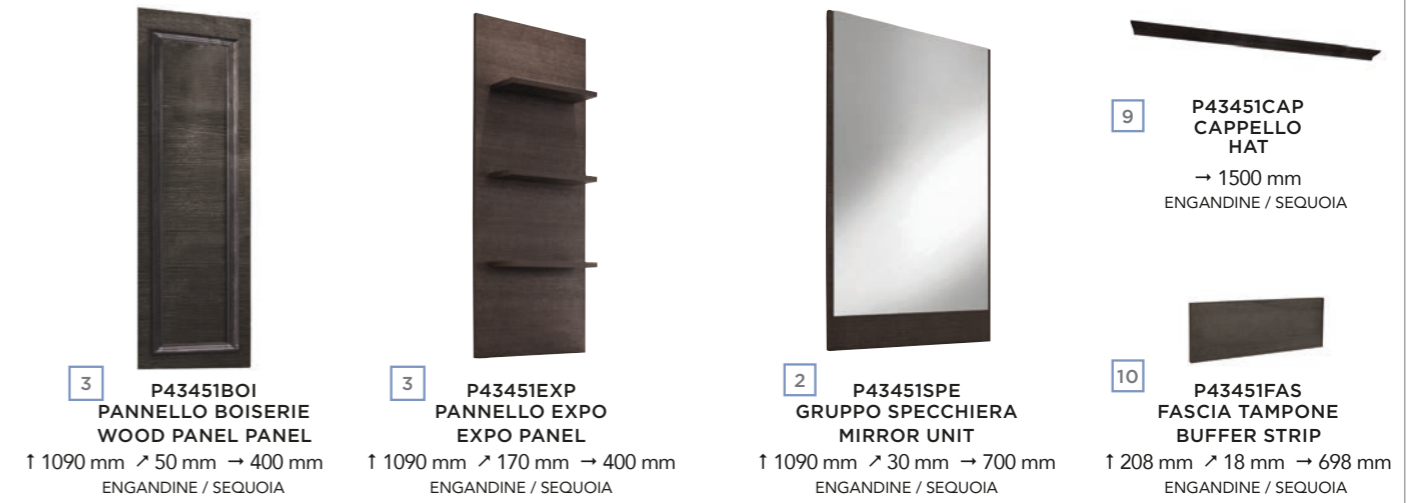 9
P43451CAP
CAPPELLO
HAT
→ 1500 mm
ENGANDINE / SEQUOIA
3
P43451BOI
PANNELLO BOISERIE
WOOD PANEL PANEL
↑ 1090 mm ↗ 50 mm → 400 mm
ENGANDINE / SEQUOIA
3
P43451EXP
PANNELLO EXPO
EXPO PANEL
↑ 1090 mm ↗ 170 mm → 400 mm
ENGANDINE / SEQUOIA
2
P43451SPE
GRUPPO SPECCHIERA
MIRROR UNIT
↑ 1090 mm ↗ 30 mm → 700 mm
ENGANDINE / SEQUOIA
10
P43451FAS
FASCIA TAMPONE
BUFFER STRIP
↑ 208 mm ↗ 18 mm → 698 mm
ENGANDINE / SEQUOIA